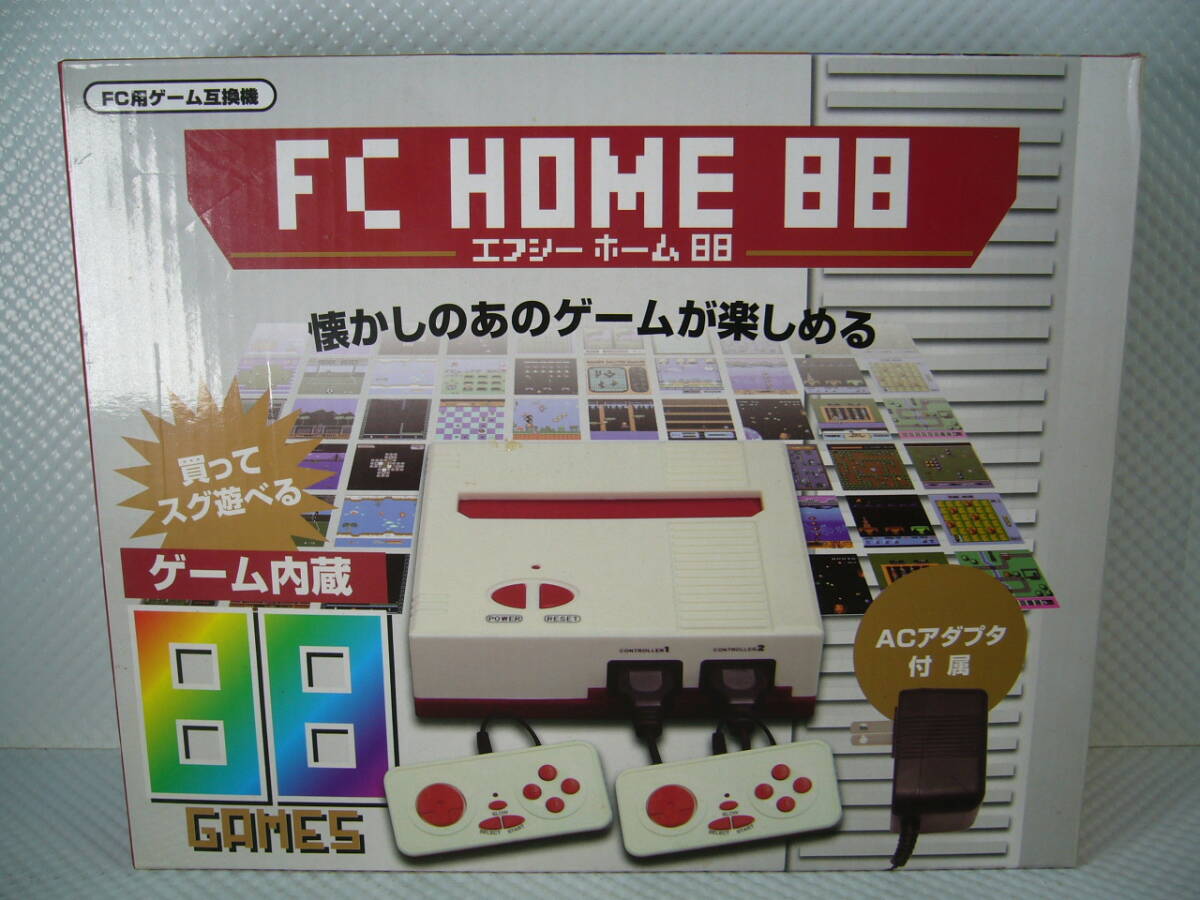 FC用ゲーム互換機
FC HOME 88
エフシー ホーム 88
懐かしのあのゲームが楽しめる
買って
スグ遊べる
ゲーム内蔵
88
GAMES
POWER
RESET
CONTROLLER1
CONTROLLER2
ACアダプタ
付属
SLOW
SELECT START
SLOW
SELECT START